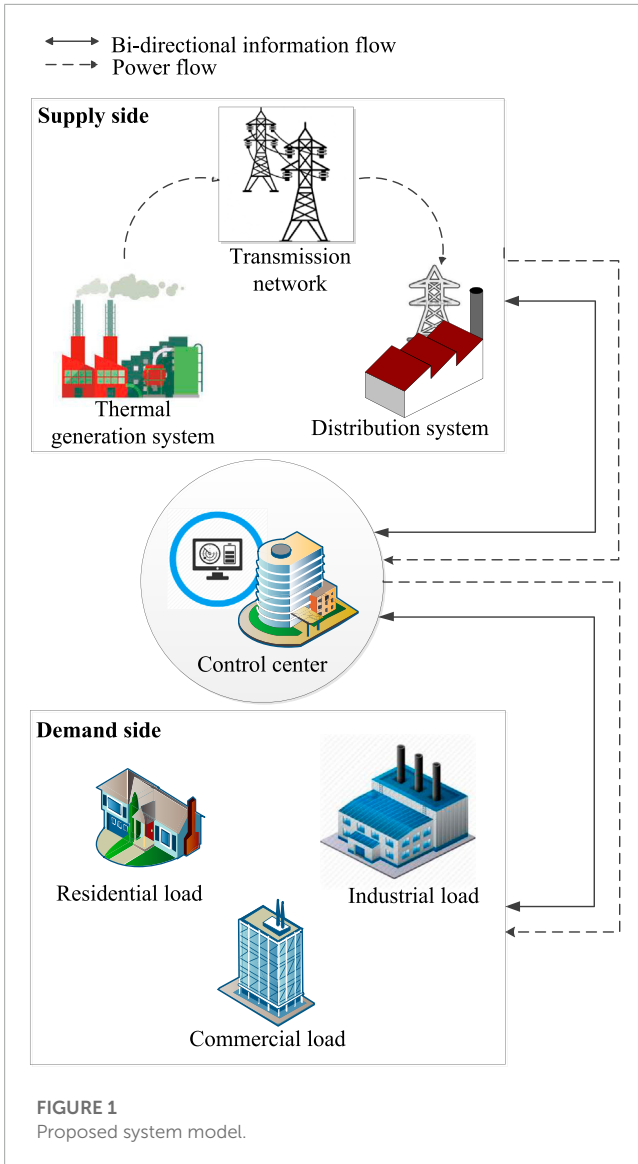 Bi-directional information flow
Power flow
Supply side
Transmission
network
Thermal
generation system
Distribution system
Control center
Demand side
Residential load
Industrial load
Commercial load
FIGURE 1
Proposed system model.